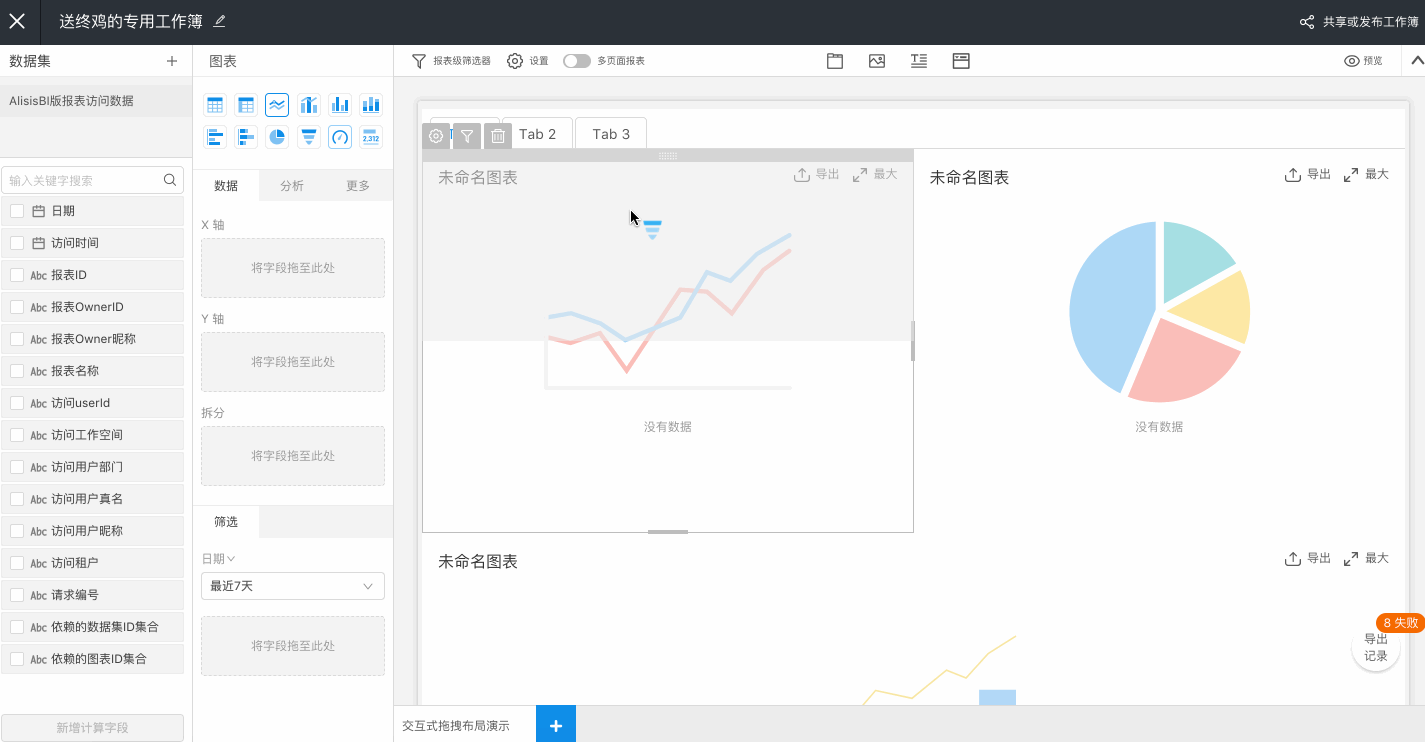 送终鸡的专用工作簿
共享或发布工作簿
数据集
图表
报表级筛选器
设置
多页面报表
预览
AlisisBI版报表访问数据
2,312
输入关键字搜索
日期
访问时间
Abc 报表ID
Abc 报表OwnerID
Abc 报表Owner昵称
Abc 报表名称
Abc 访问userId
Abc 访问工作空间
Abc 访问用户部门
Abc 访问用户真名
Abc 访问用户昵称
Abc 访问租户
Abc 请求编号
Abc 依赖的数据集ID集合
Abc 依赖的图表ID集合
新增计算字段
数据
分析
更多
X 轴
将字段拖至此处
Y 轴
将字段拖至此处
拆分
将字段拖至此处
筛选
日期
最近7天
将字段拖至此处
Tab 2
Tab 3
未命名图表
导出
最大
没有数据
未命名图表
导出
最大
没有数据
未命名图表
导出
最大
8 失败
导出
记录
交互式拖拽布局演示